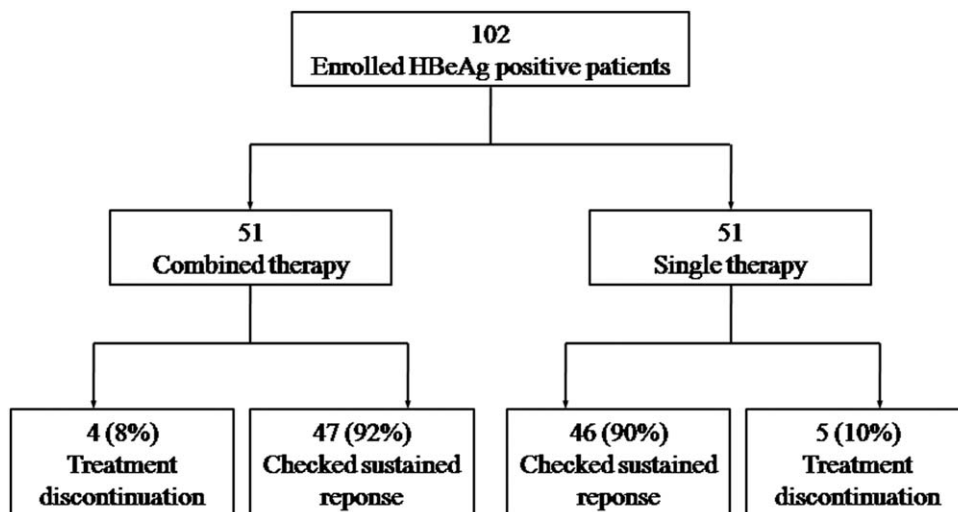 102
Enrolled HBeAg positive patients
51
Combined therapy
51
Single therapy
4 (8%)
Treatment
discontinuation
47 (92%)
Checked sustained
reponse
46 (90%)
Checked sustained
reponse
5 (10%)
Treatment
discontinuation